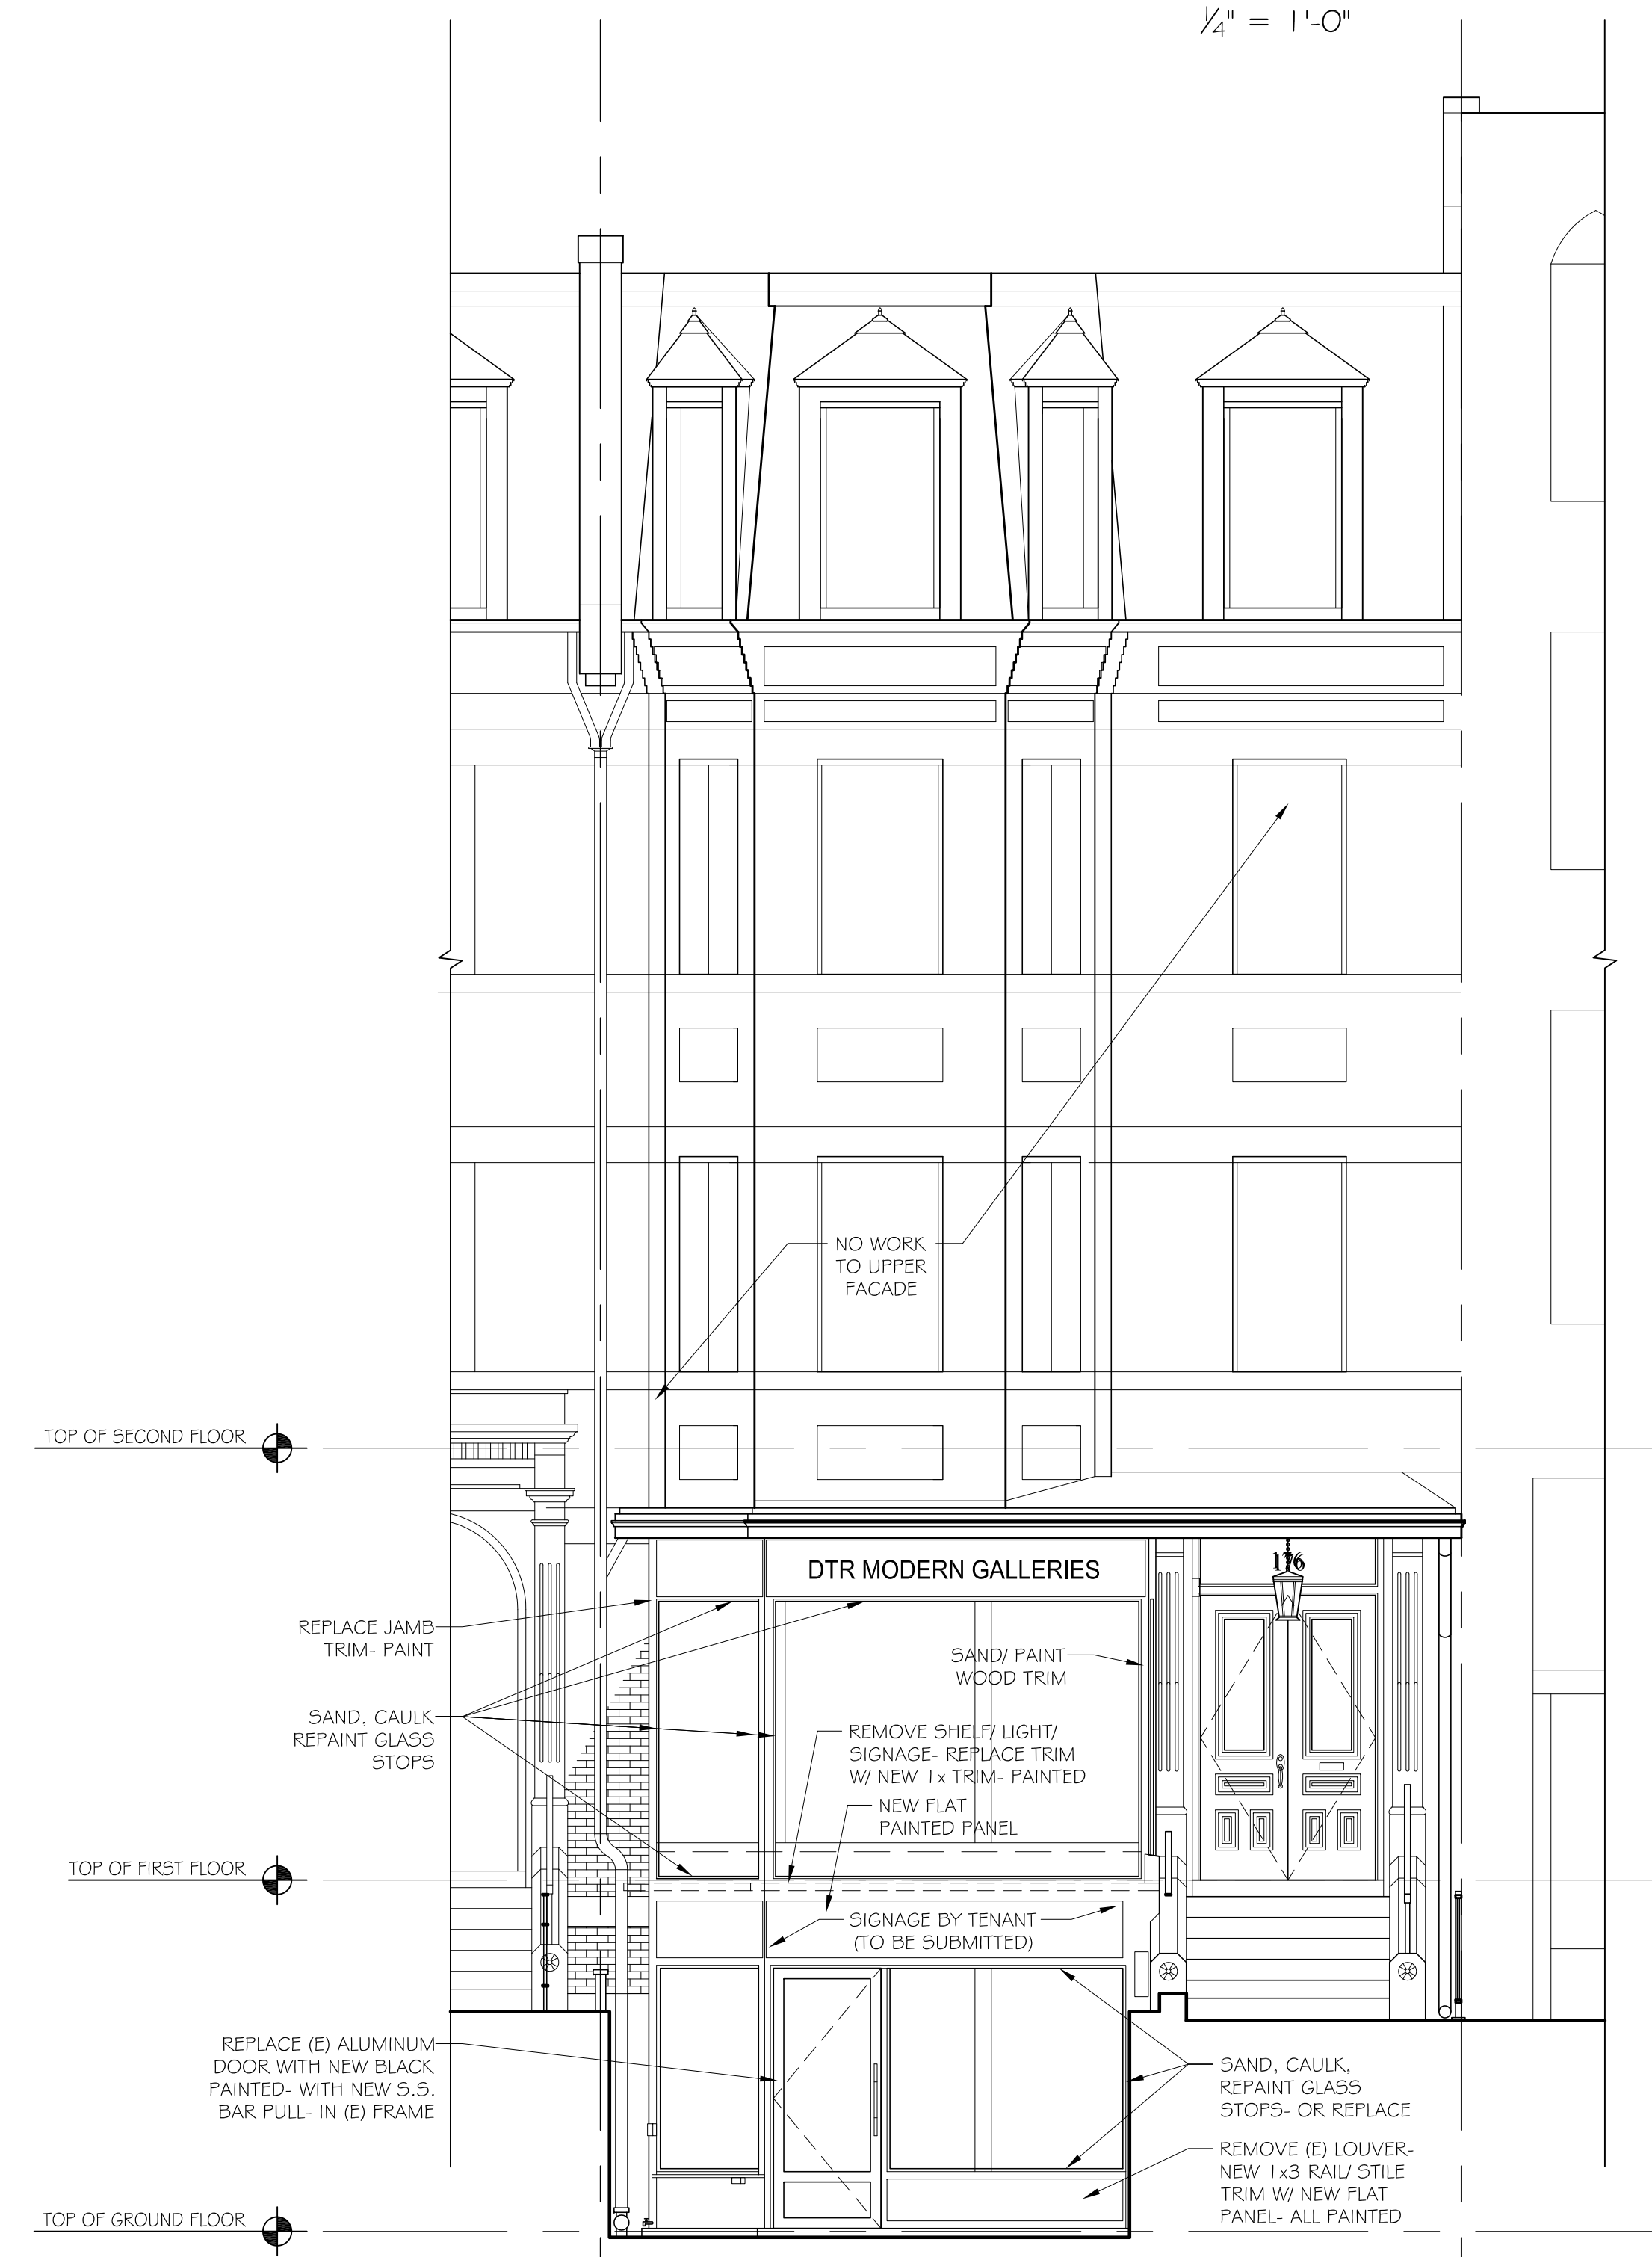 1/4" = 1'-0"
NO WORK
TO UPPER
FACADE
TOP OF SECOND FLOOR
DTR MODERN GALLERIES
176
REPLACE JAMB
TRIM- PAINT
SAND/ PAINT
WOOD TRIM
SAND, CAULK
REPAINT GLASS
STOPS
REMOVE SHELF/ LIGHT/
SIGNAGE- REPLACE TRIM
W/ NEW 1x TRIM- PAINTED
NEW FLAT
PAINTED PANEL
TOP OF FIRST FLOOR
SIGNAGE BY TENANT
(TO BE SUBMITTED)
REPLACE (E) ALUMINUM
DOOR WITH NEW BLACK
PAINTED- WITH NEW S.S.
BAR PULL- IN (E) FRAME
SAND, CAULK,
REPAINT GLASS
STOPS- OR REPLACE
REMOVE (E) LOUVER-
NEW 1x3 RAIL/ STILE
TRIM W/ NEW FLAT
PANEL- ALL PAINTED
TOP OF GROUND FLOOR